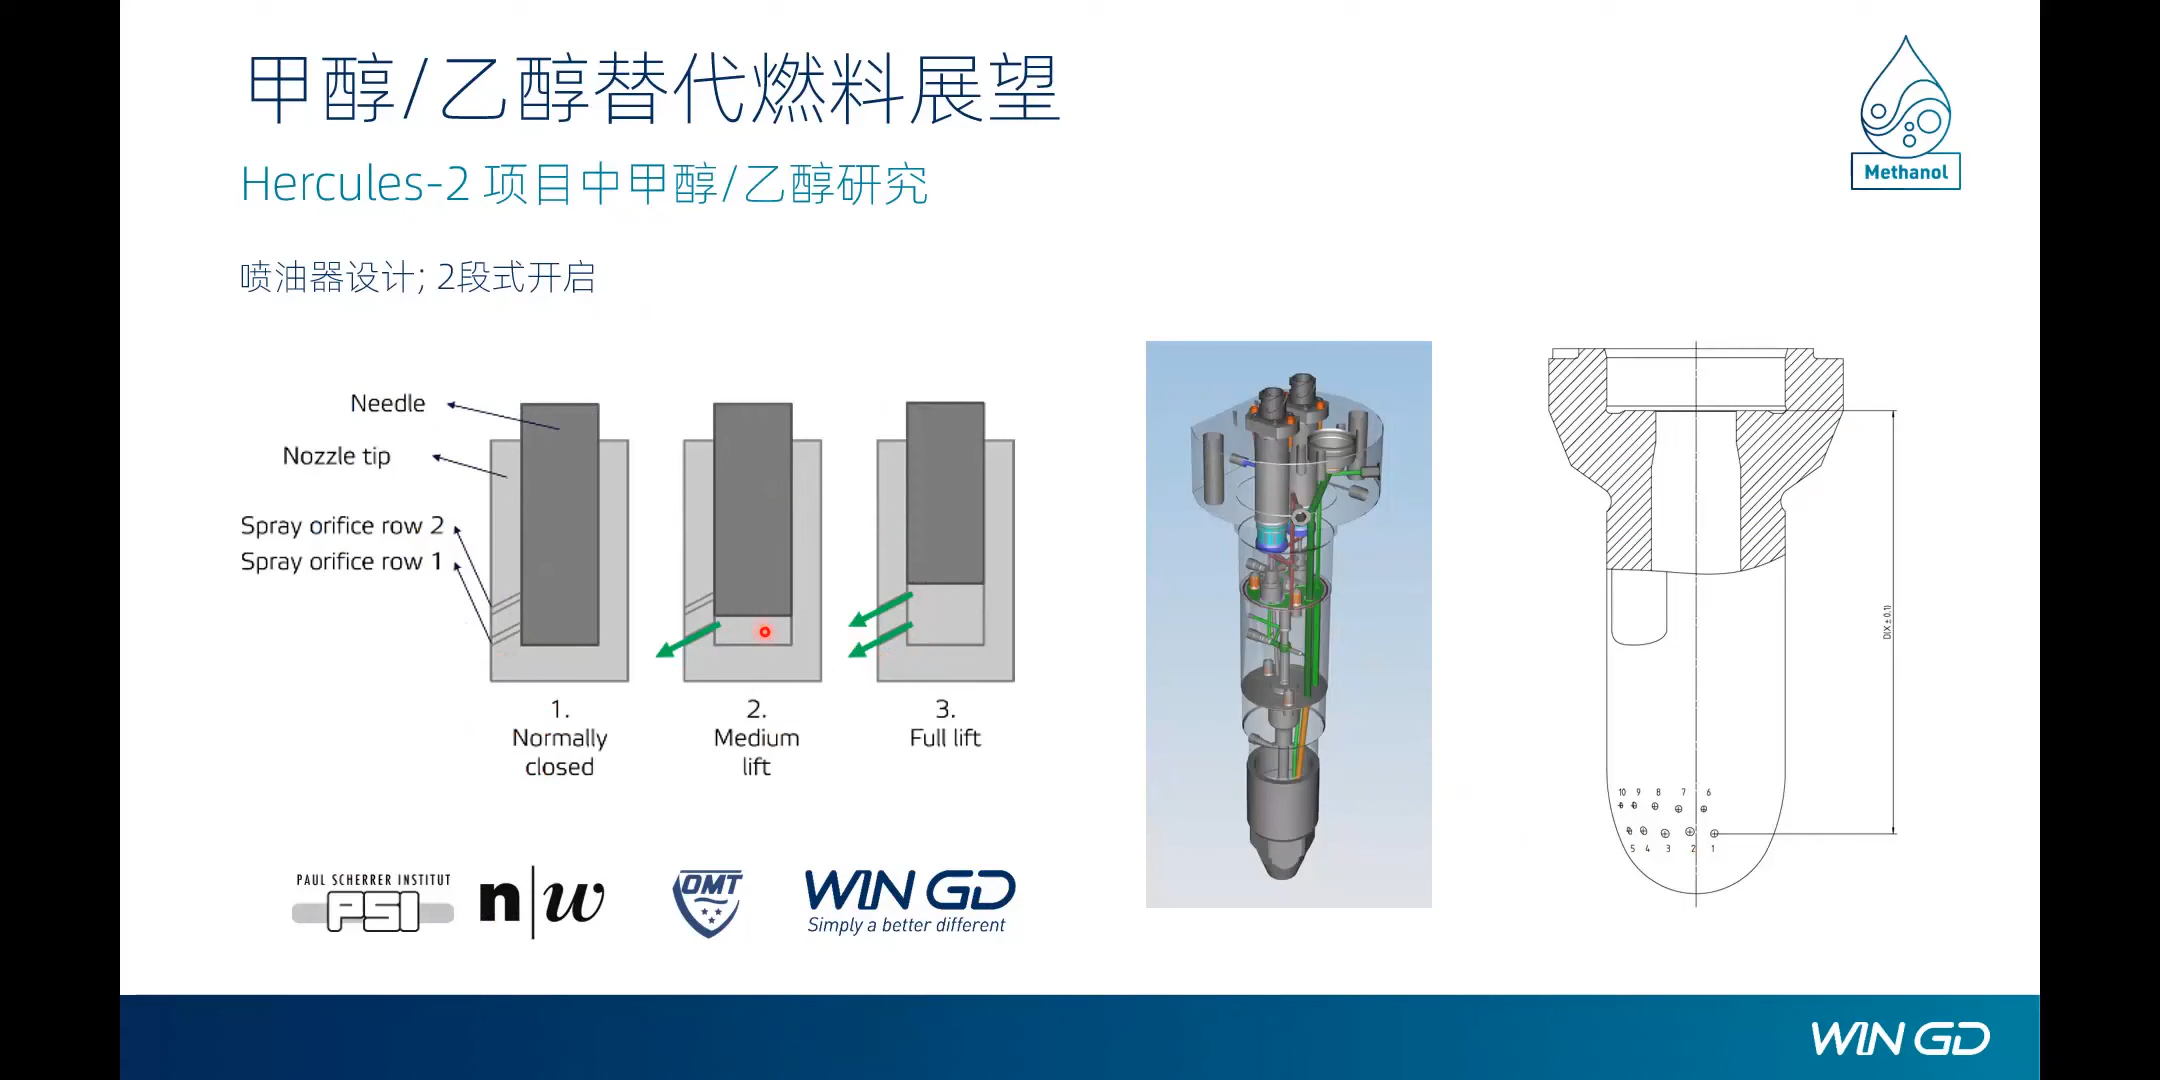 甲醇/乙醇替代燃料展望
Methanol
Hercules-2 项目中甲醇/乙醇研究
喷油器设计; 2段式开启
Needle
Nozzle tip
Spray orifice row 2
Spray orifice row 1
1.
Normally
closed
2.
Medium
lift
3.
Full lift
D(X ± 0.1)
10 9 8 7 6
5 4 3 2 1
PAUL SCHERRER INSTITUT
PSI
n|w
OMT
WIN GD
Simply a better different
WIN GD